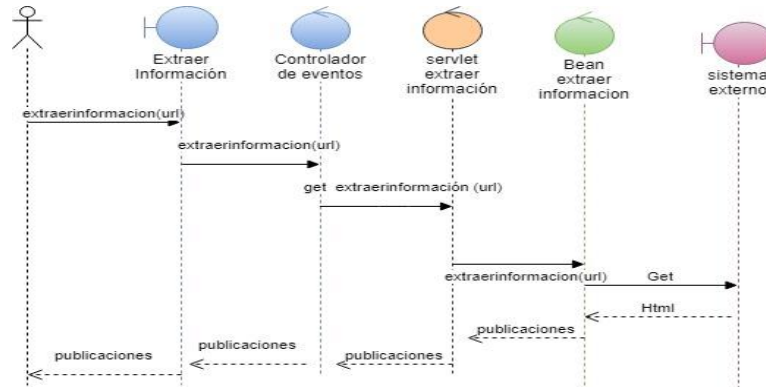 Extraer
Información
Controlador
de eventos
servlet
extraer
información
Bean
extraer
informacion
sistema
externo
extraerinformacion(url)
extraerinformacion(url)
get extraerinformación (url)
extraerinformacion(url)
Get
Html
publicaciones
publicaciones
publicaciones
publicaciones